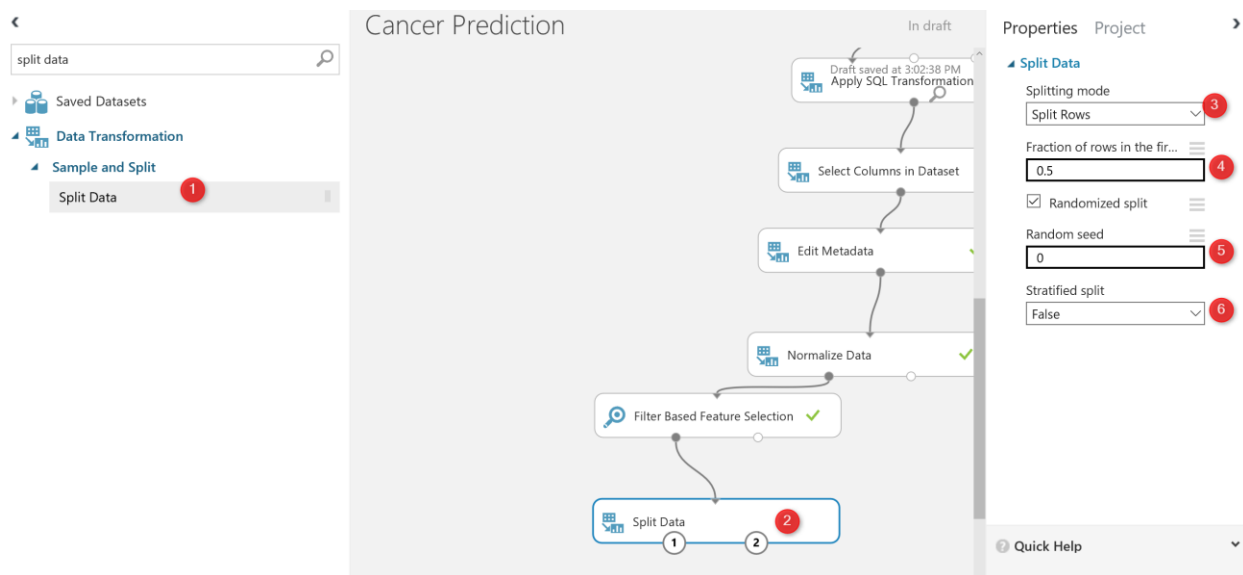 split data
Saved Datasets
Data Transformation
Sample and Split
Split Data
1
Cancer Prediction
In draft
Draft saved at 3:02:38 PM
Apply SQL Transformation
Select Columns in Dataset
Edit Metadata
Normalize Data
Filter Based Feature Selection
Split Data
2
1
2
Properties Project
Split Data
Splitting mode
Split Rows
3
Fraction of rows in the fir...
0.5
4
Randomized split
Random seed
0
5
Stratified split
False
6
? Quick Help